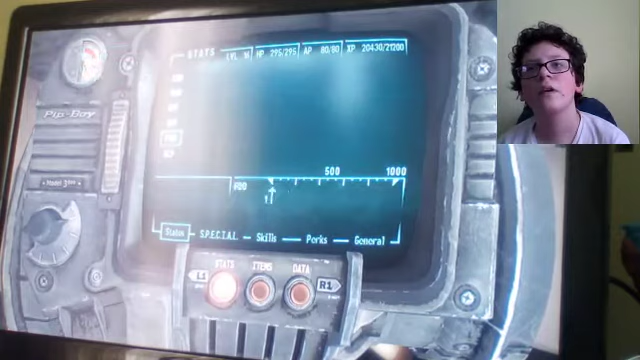 STATS LVL 16 HP 295/295 AP 80/80 XP 20430/21200
Pip-Boy
500 1000
Status S.P.E.C.I.A.L. Skills Perks General
STATS ITEMS DATA
L1 R1